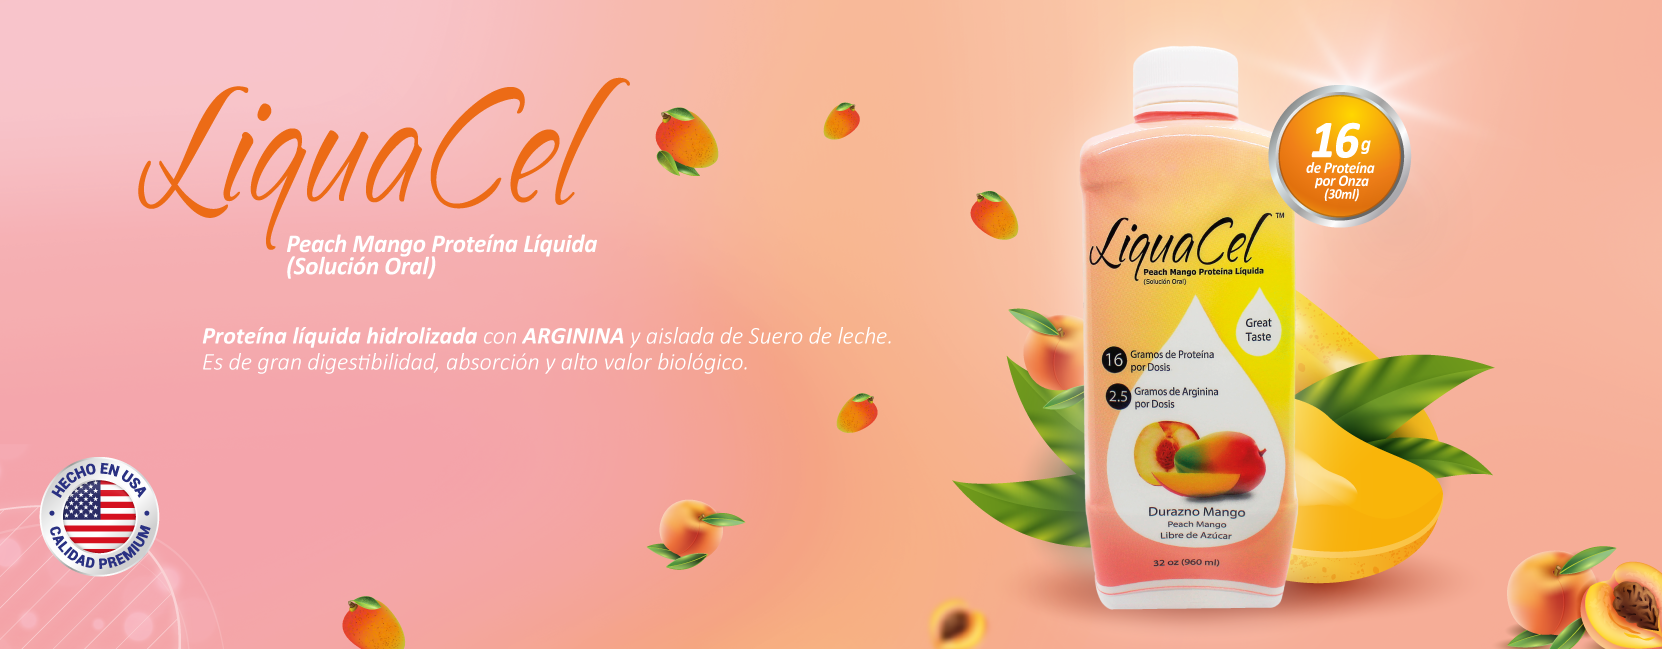 LiquaCel
Peach Mango Proteína Líquida
(Solución Oral)
Proteína líquida hidrolizada con ARGININA y aislada de Suero de leche.
Es de gran digestibilidad, absorción y alto valor biológico.
HECHO EN USA
CALIDAD PREMIUM
16g
de Proteína
por Onza
(30ml)
LiquaCel™
Peach Mango Proteína Líquida
(Solución Oral)
Great
Taste
16 Gramos de Proteína
por Dosis
2.5 Gramos de Arginina
por Dosis
Durazno Mango
Peach Mango
Libre de Azúcar
32 oz (960 ml)